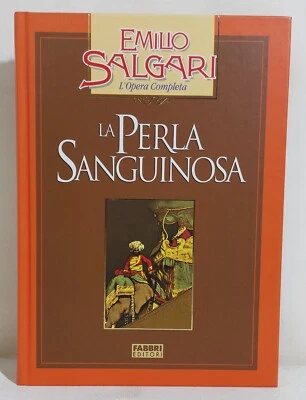 EMILIO
SALGARI
L'Opera Completa
LA PERLA
SANGUINOSA
FABBRI
EDITORI